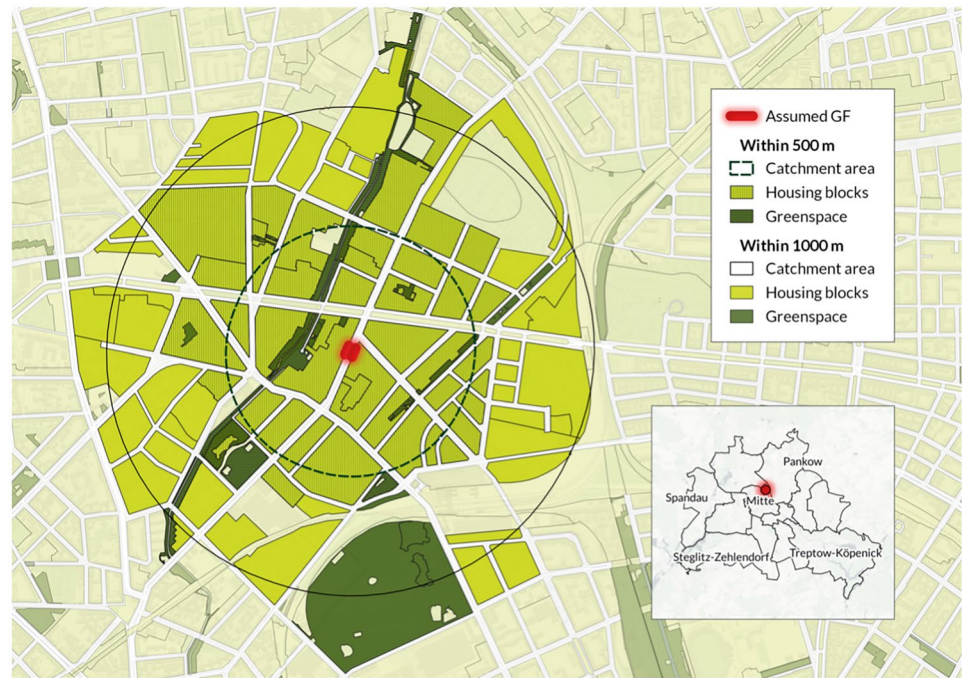 Assumed GF
Within 500 m
Catchment area
Housing blocks
Greenspace
Within 1000 m
Catchment area
Housing blocks
Greenspace
Pankow
Spandau
Mitte
Steglitz-Zehlendorf
Treptow-Köpenick